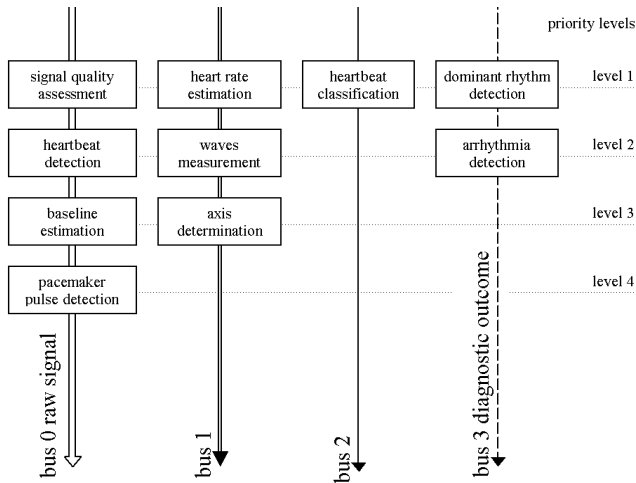 priority levels
signal quality
assessment
heart rate
estimation
heartbeat
classification
dominant rhythm
detection
level 1
heartbeat
detection
waves
measurement
arrhythmia
detection
level 2
baseline
estimation
axis
determination
level 3
pacemaker
pulse detection
level 4
bus 0 raw signal
bus 1
bus 2
bus 3 diagnostic outcome